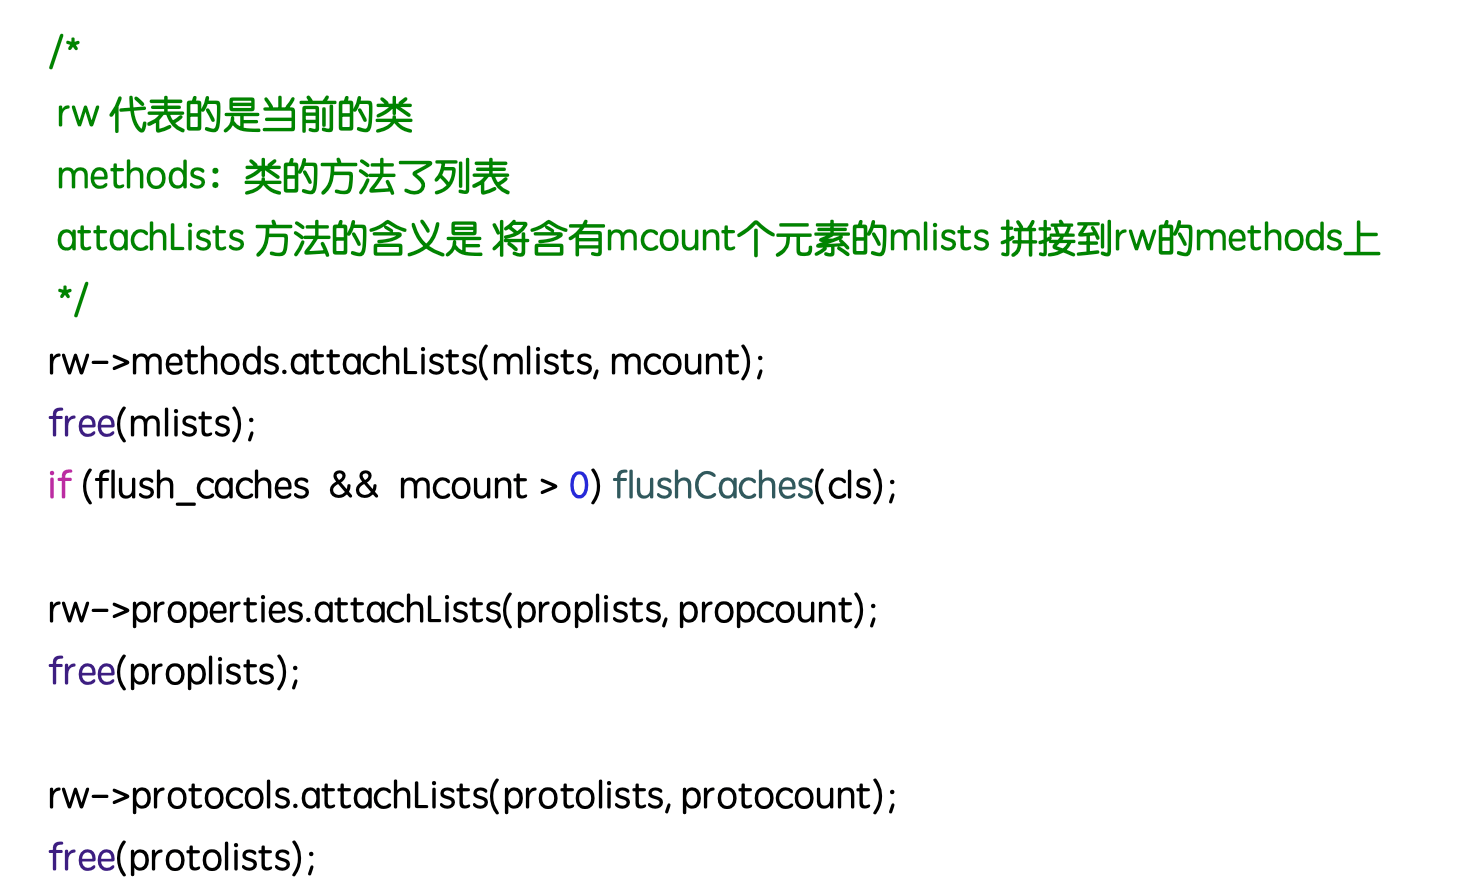 /*
rw 代表的是当前的类
methods：类的方法了列表
attachLists 方法的含义是 将含有mcount个元素的mlists 拼接到rw的methods上
*/
rw->methods.attachLists(mlists, mcount);
free(mlists);
if (flush_caches && mcount > 0) flushCaches(cls);
rw->properties.attachLists(proplists, propcount);
free(proplists);
rw->protocols.attachLists(protolists, protocount);
free(protolists);